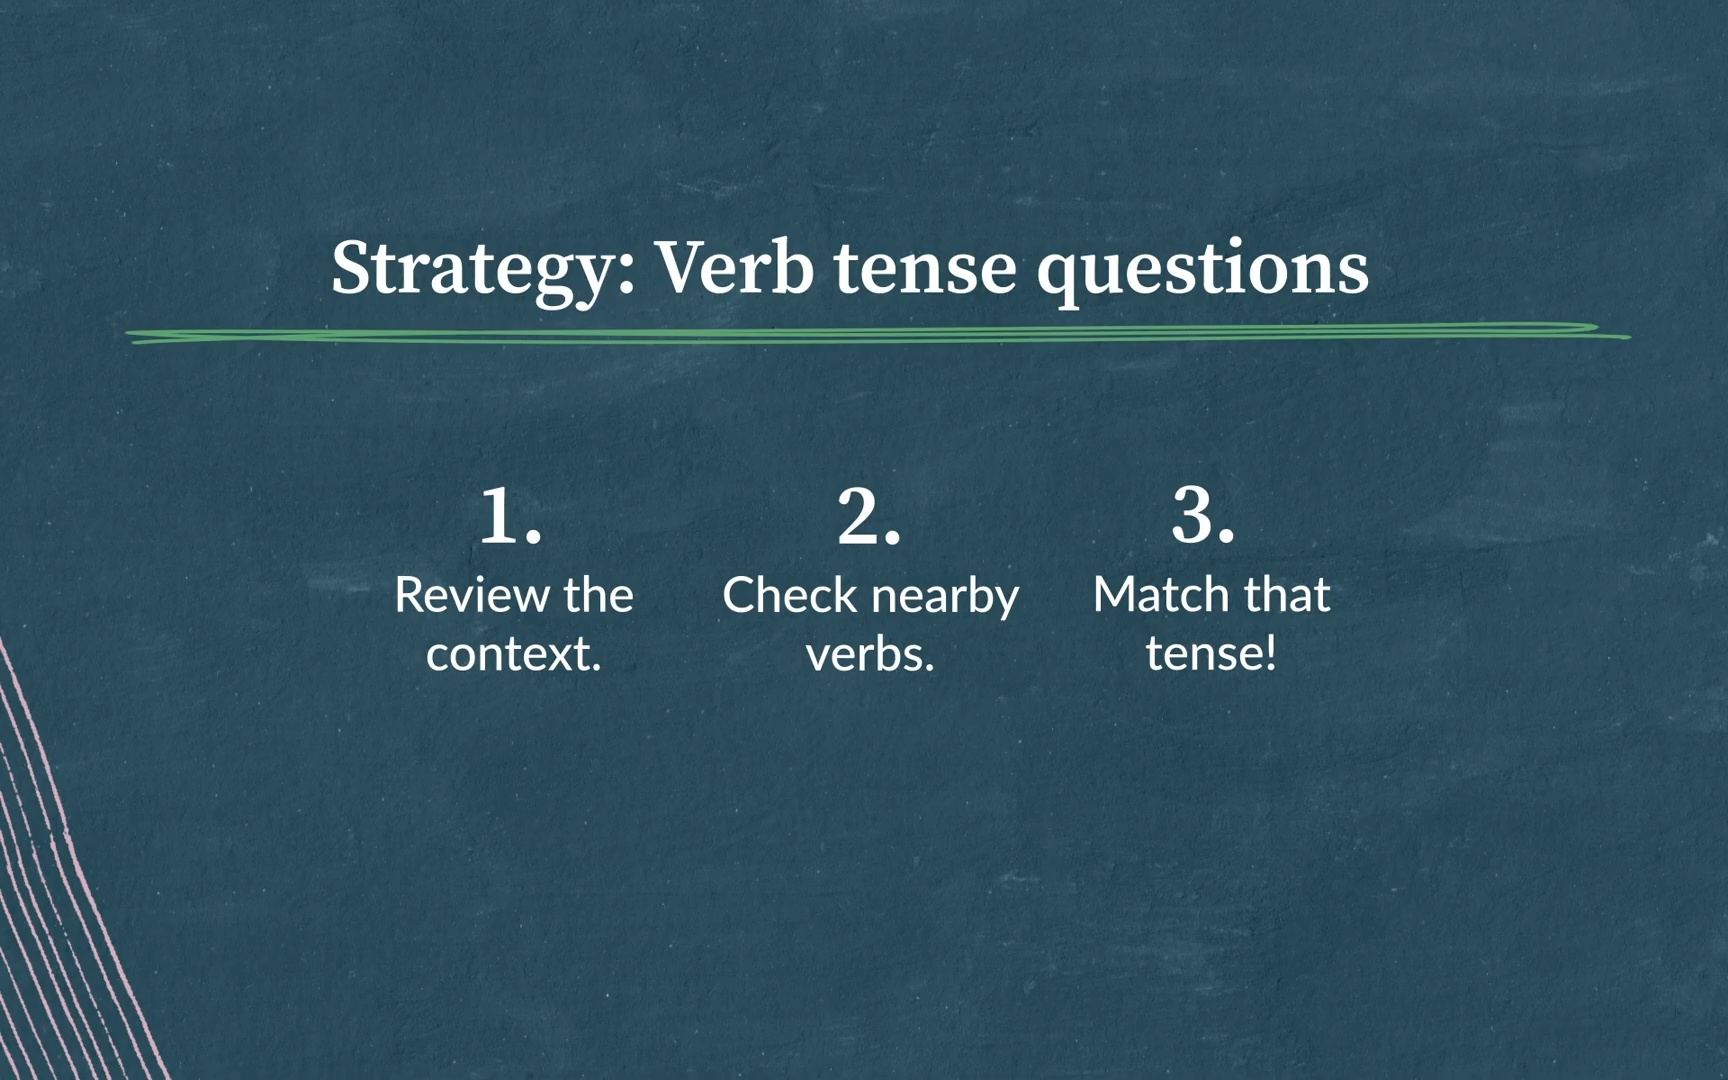 Strategy: Verb tense questions
1.
Review the
context.
2.
Check nearby
verbs.
3.
Match that
tense!